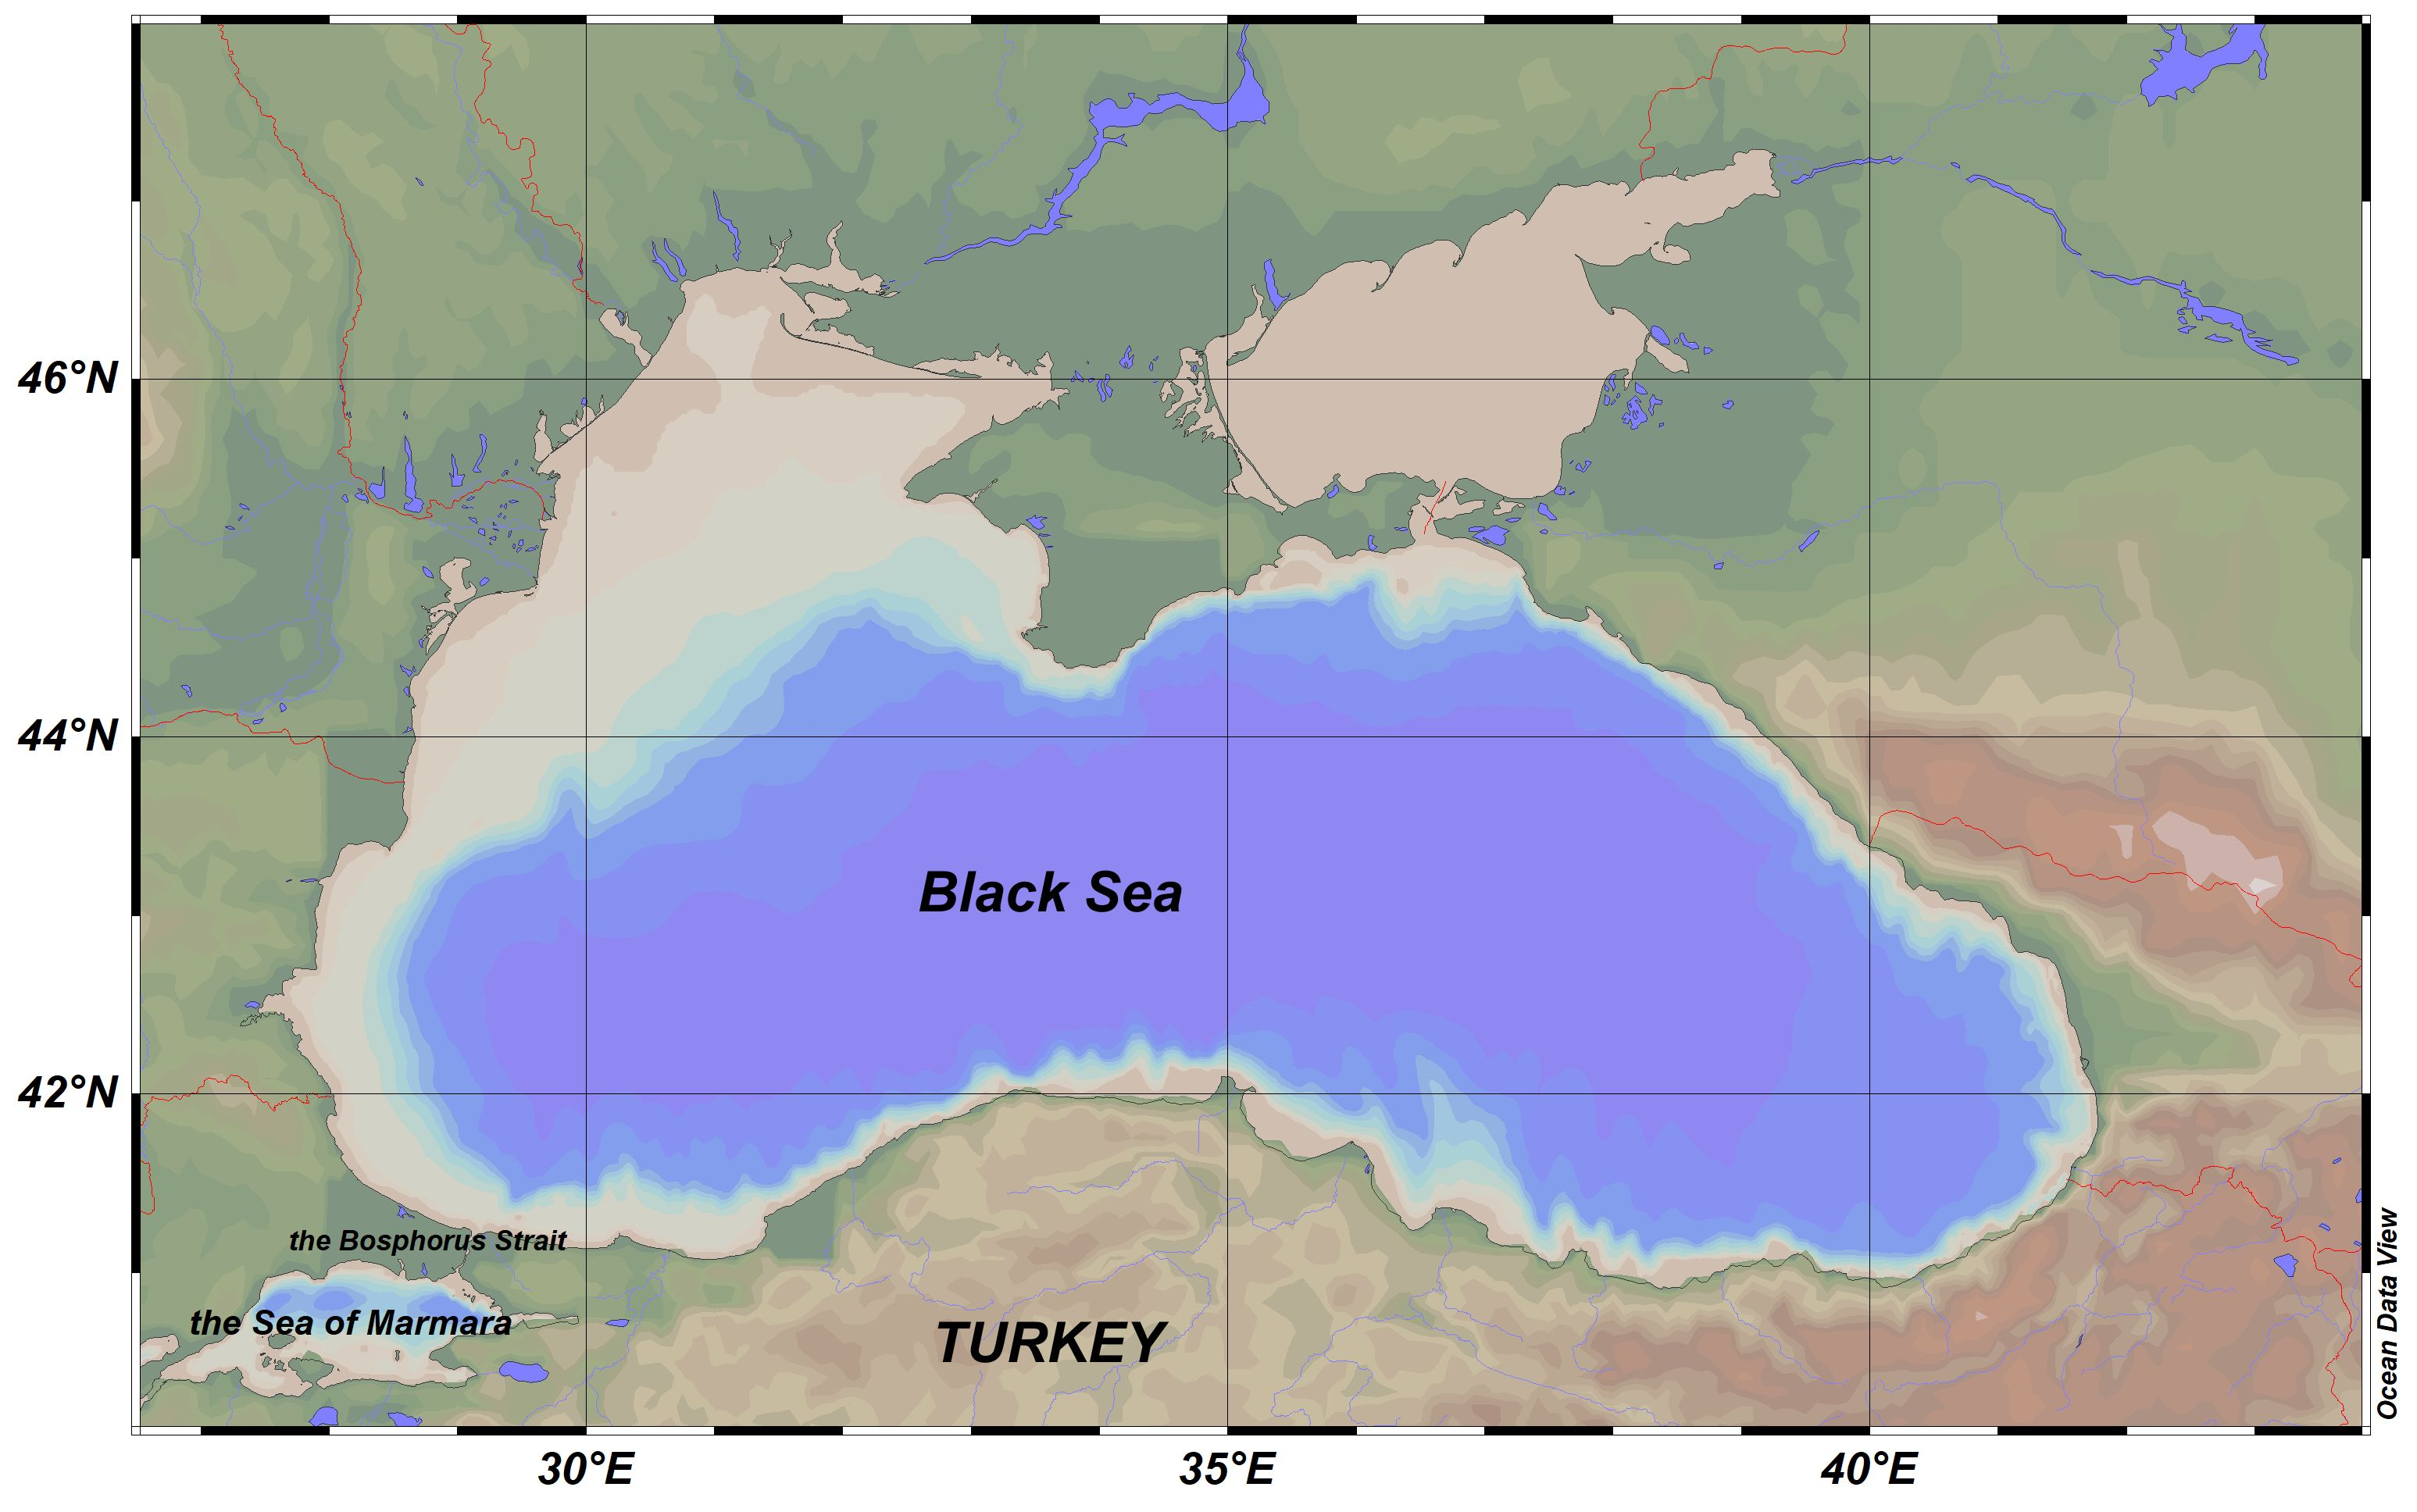 46°N
44°N
Black Sea
42°N
the Bosphorus Strait
the Sea of Marmara
TURKEY
Ocean Data View
30°E
35°E
40°E